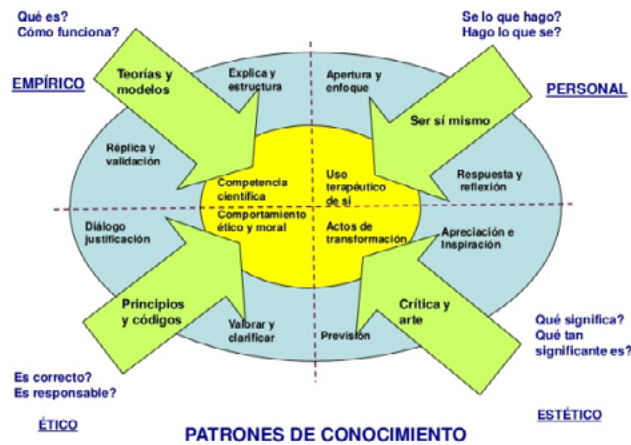 Qué es?
Cómo funciona?
Se lo que hago?
Hago lo que se?
EMPÍRICO
PERSONAL
Teorías y
modelos
Explica y
estructura
Apertura y
enfoque
Ser sí mismo
Réplica y
validación
Respuesta y
reflexión
Competencia
científica
Uso
terapéutico
de si
Diálogo
justificación
Comportamiento
ético y moral
Actos de
transformación
Apreciación e
Inspiración
Principios
y códigos
Valorar y
clarificar
Previsión
Crítica y
arte
Qué significa?
Qué tan
significante es?
Es correcto?
Es responsable?
ÉTICO
ESTÉTICO
PATRONES DE CONOCIMIENTO